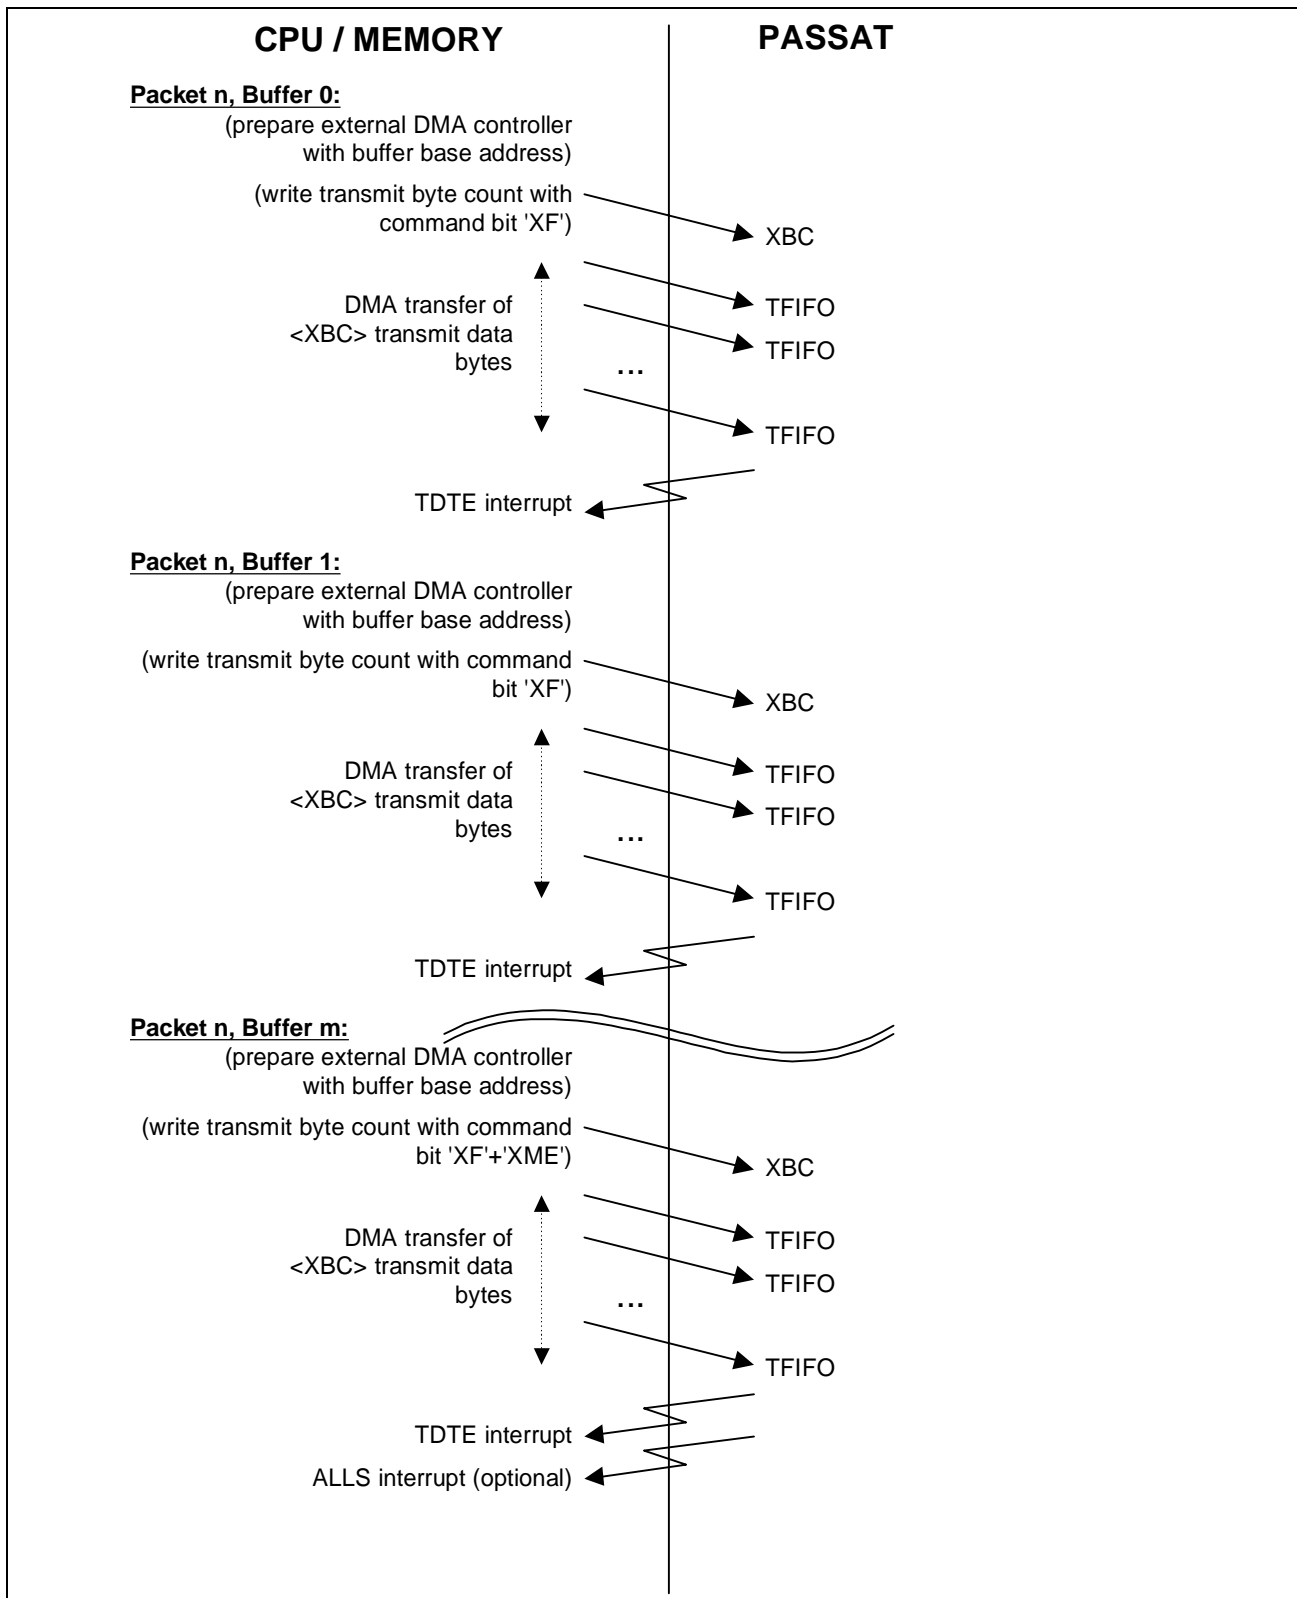 CPU / MEMORY
PASSAT
Packet n, Buffer 0:
(prepare external DMA controller
with buffer base address)
(write transmit byte count with
command bit 'XF')
XBC
DMA transfer of
<XBC> transmit data
bytes
...
TFIFO
TFIFO
TFIFO
TDTE interrupt
Packet n, Buffer 1:
(prepare external DMA controller
with buffer base address)
(write transmit byte count with command
bit 'XF')
XBC
DMA transfer of
<XBC> transmit data
bytes
...
TFIFO
TFIFO
TFIFO
TDTE interrupt
Packet n, Buffer m:
(prepare external DMA controller
with buffer base address)
(write transmit byte count with command
bit 'XF'+'XME')
XBC
DMA transfer of
<XBC> transmit data
bytes
...
TFIFO
TFIFO
TFIFO
TDTE interrupt
ALLS interrupt (optional)